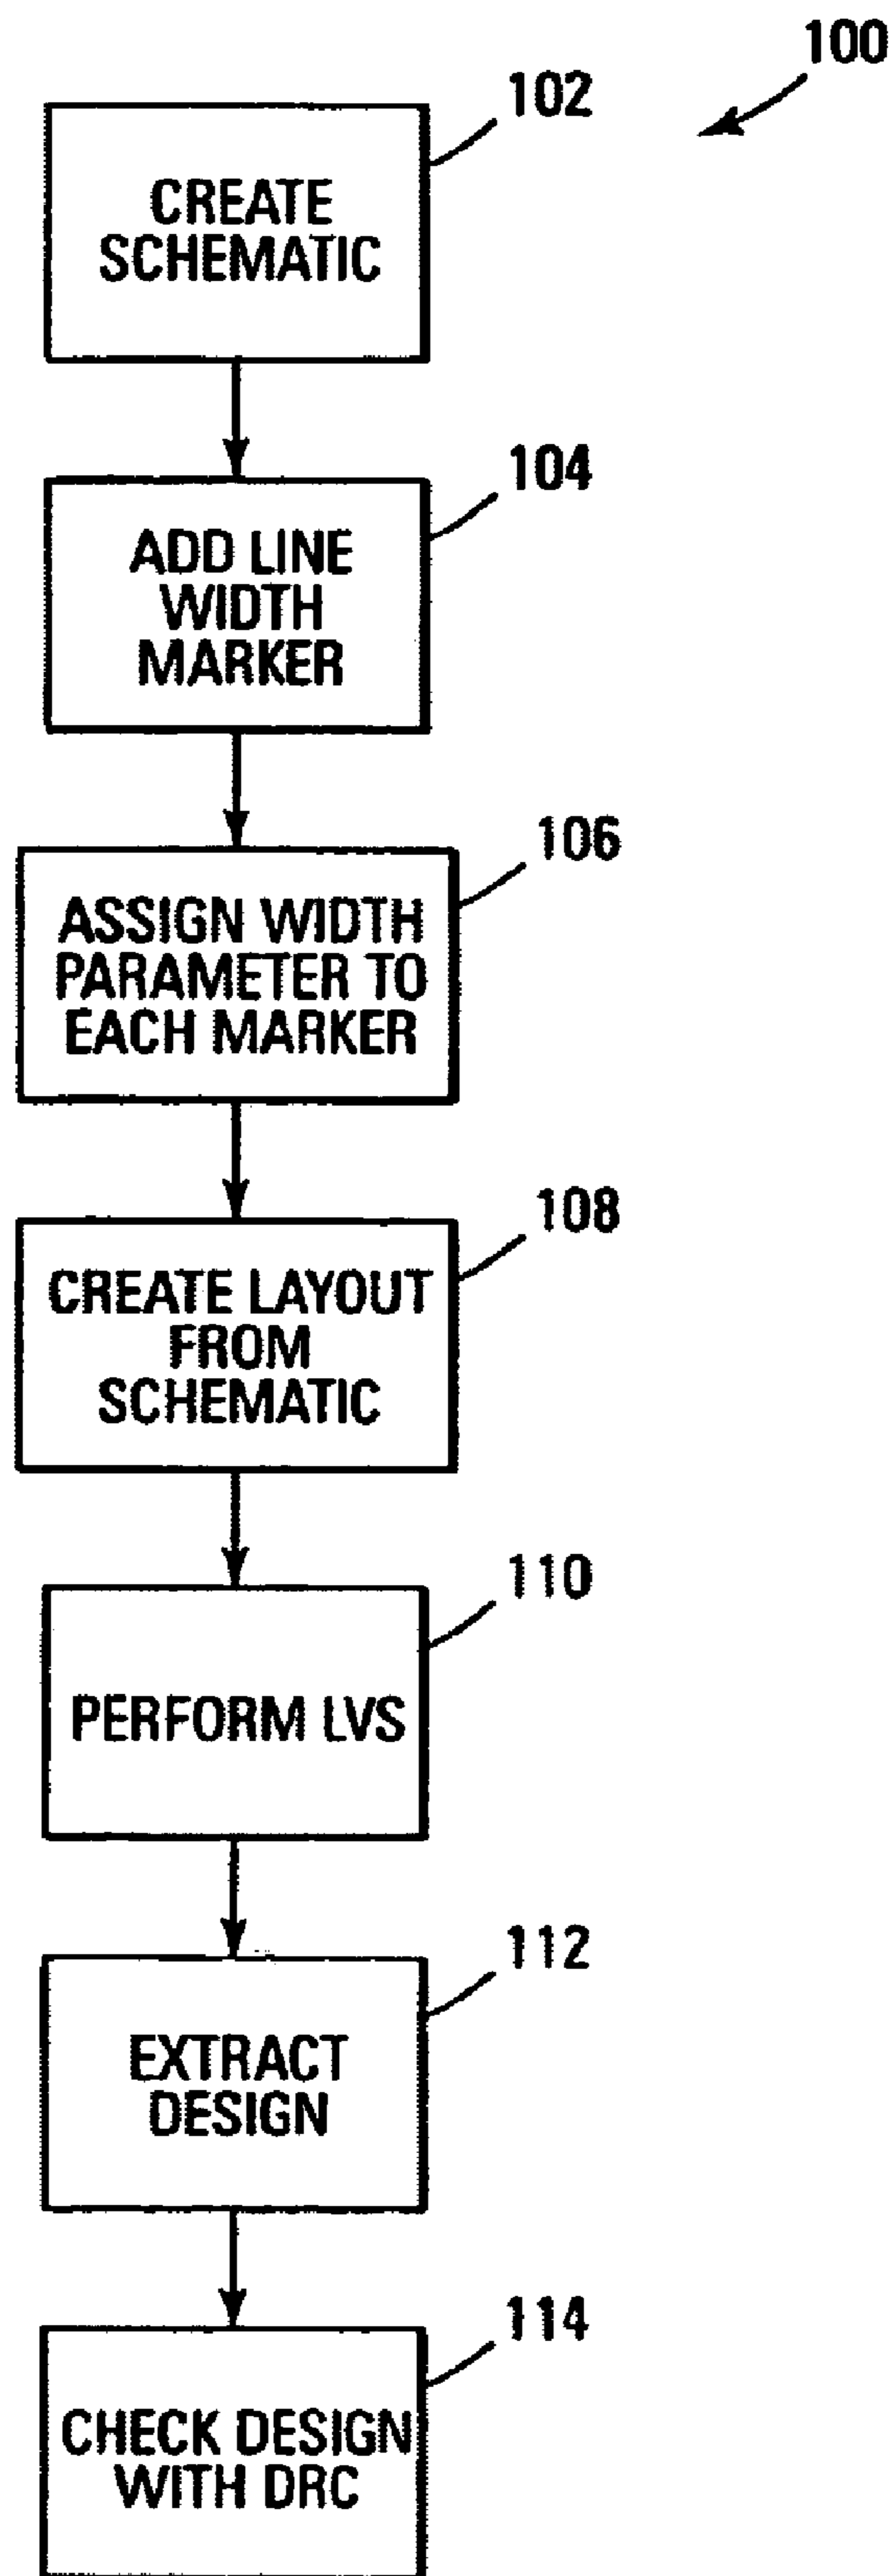 100
102
CREATE
SCHEMATIC
104
ADD LINE
WIDTH
MARKER
106
ASSIGN WIDTH
PARAMETER TO
EACH MARKER
108
CREATE LAYOUT
FROM
SCHEMATIC
110
PERFORM LVS
112
EXTRACT
DESIGN
114
CHECK DESIGN
WITH DRC